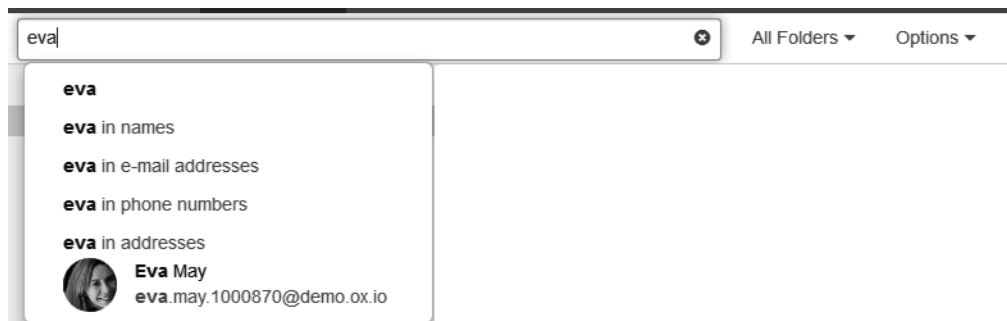 eva All Folders Options
eva
eva in names
eva in e-mail addresses
eva in phone numbers
eva in addresses
Eva May
eva.may.1000870@demo.ox.io